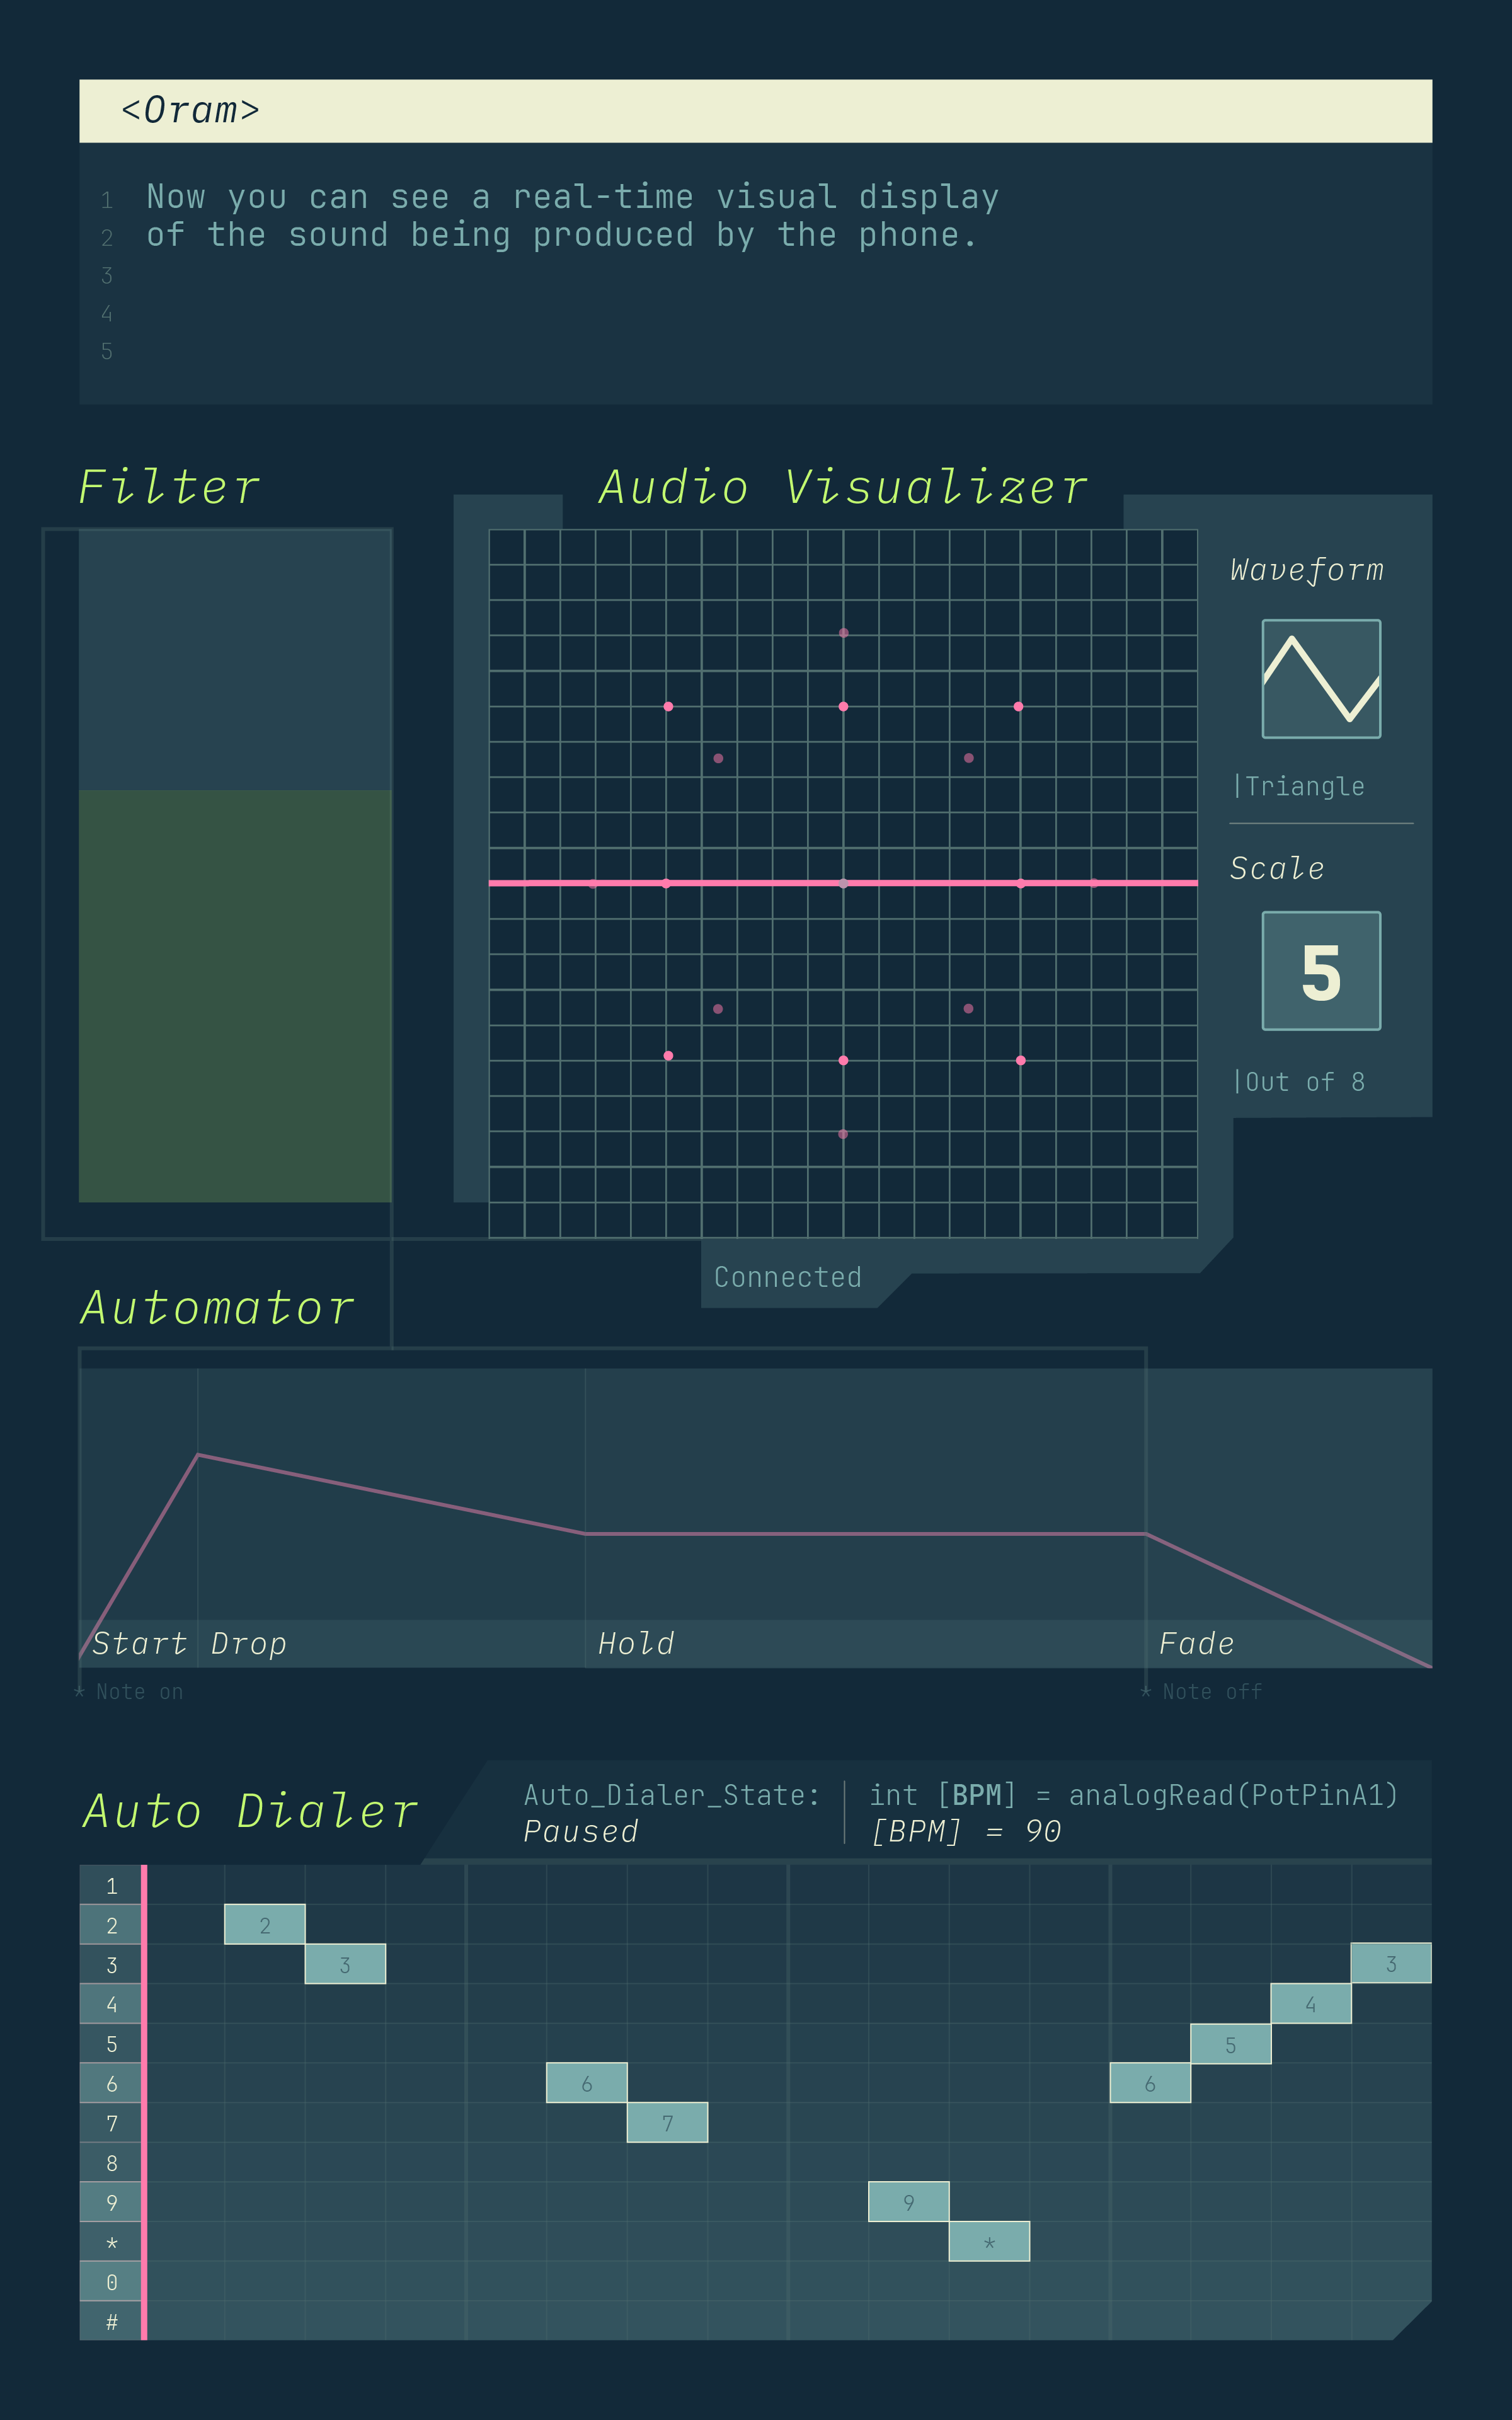 <Oram>
1 Now you can see a real-time visual display
2 of the sound being produced by the phone.
3
4
5
Filter
Audio Visualizer
Waveform
|Triangle
Scale
5
|Out of 8
Connected
Automator
Start
Drop
Hold
Fade
* Note on
* Note off
Auto Dialer
Auto_Dialer_State:
Paused
int [BPM] = analogRead(PotPinA1)
[BPM] = 90
1
2 2
3 3 3
4 4
5 5
6 6 6
7 7
8
9 9
* *
0
#